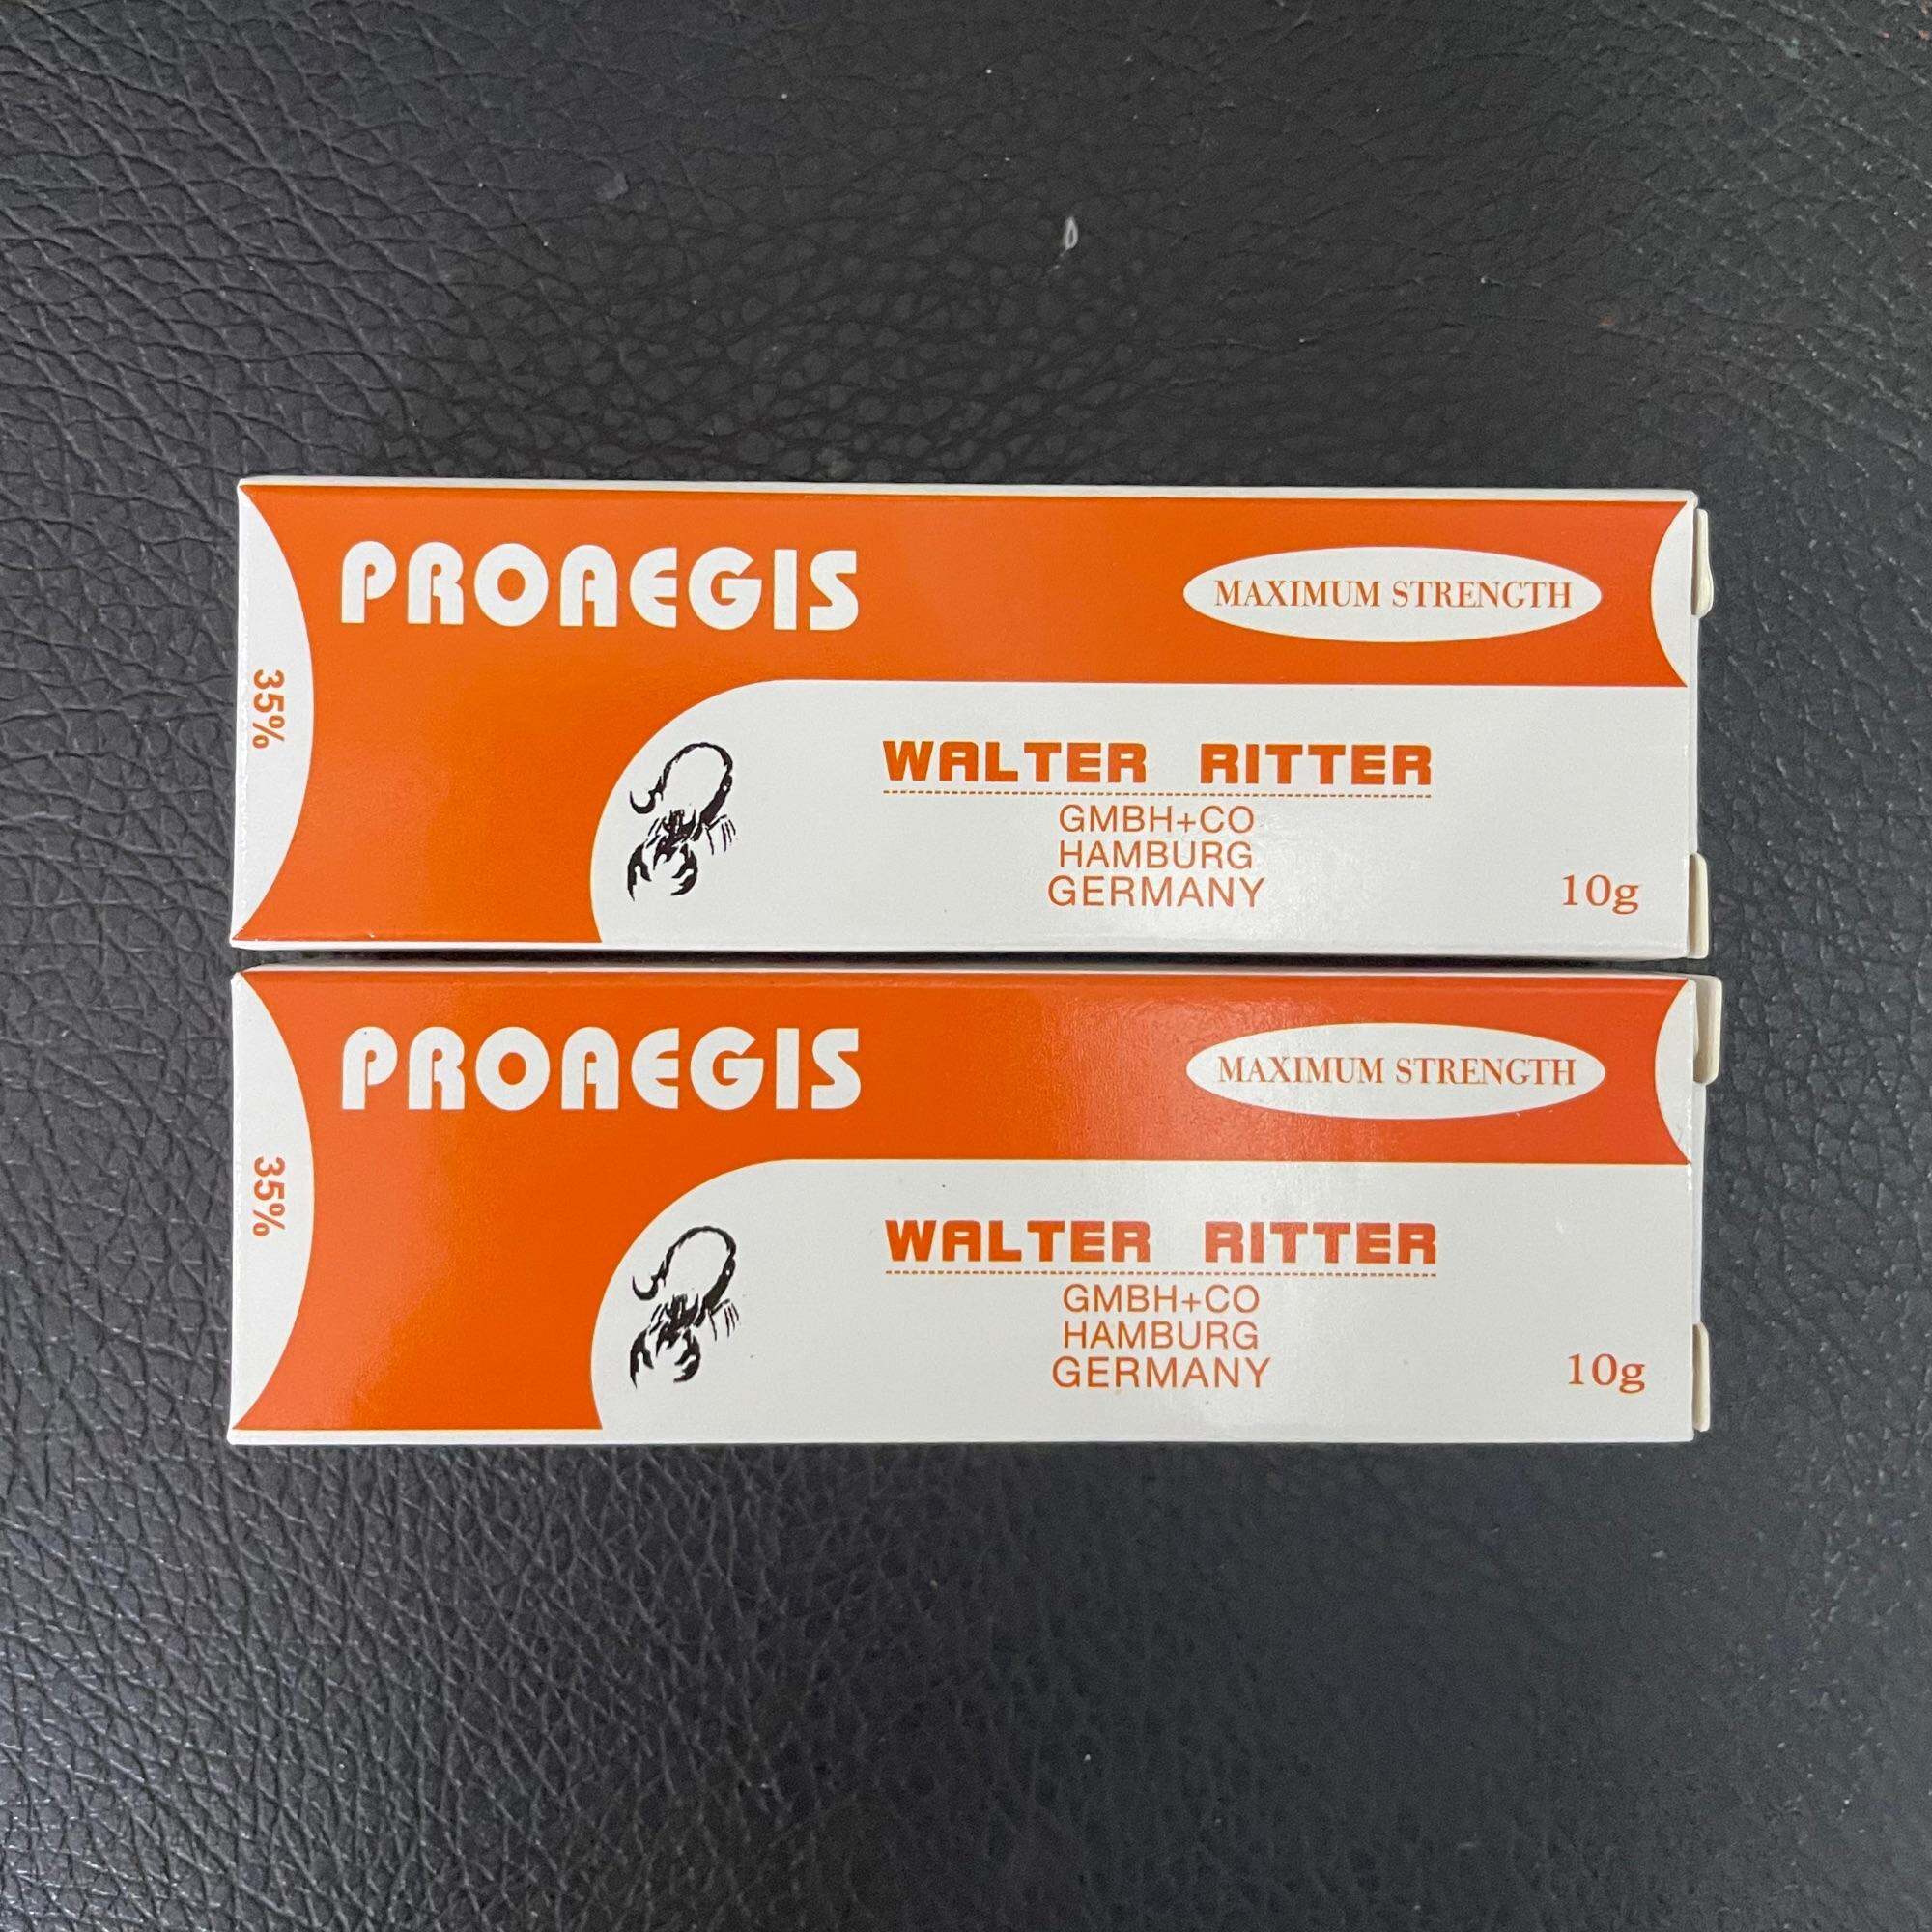 PROAEGIS
MAXIMUM STRENGTH
35%
WALTER RITTER
GMBH+CO
HAMBURG
GERMANY
10g
PROAEGIS
MAXIMUM STRENGTH
35%
WALTER RITTER
GMBH+CO
HAMBURG
GERMANY
10g